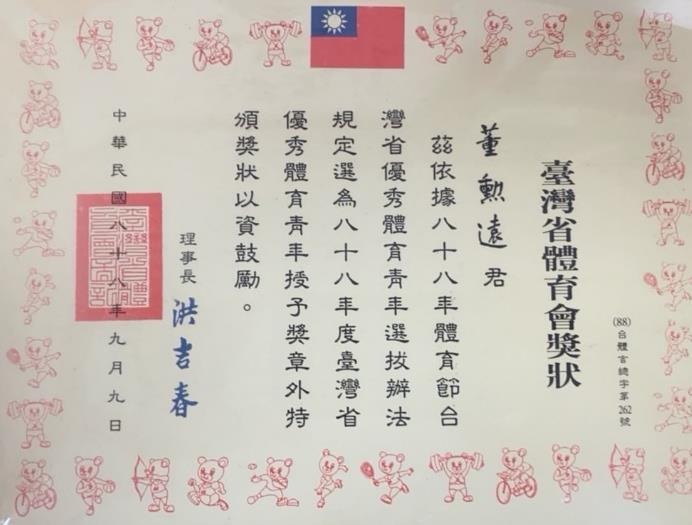 臺灣省體育會獎狀
(88)台體言總字第262號
董勲遠君
茲依據八十八年體育節台
灣省優秀體育青年選拔辦法
規定選為八十八年度臺灣省
優秀體育青年授予獎章外特
頒獎狀以資鼓勵。
理事長 洪吉春
中華民國八十八年九月九日